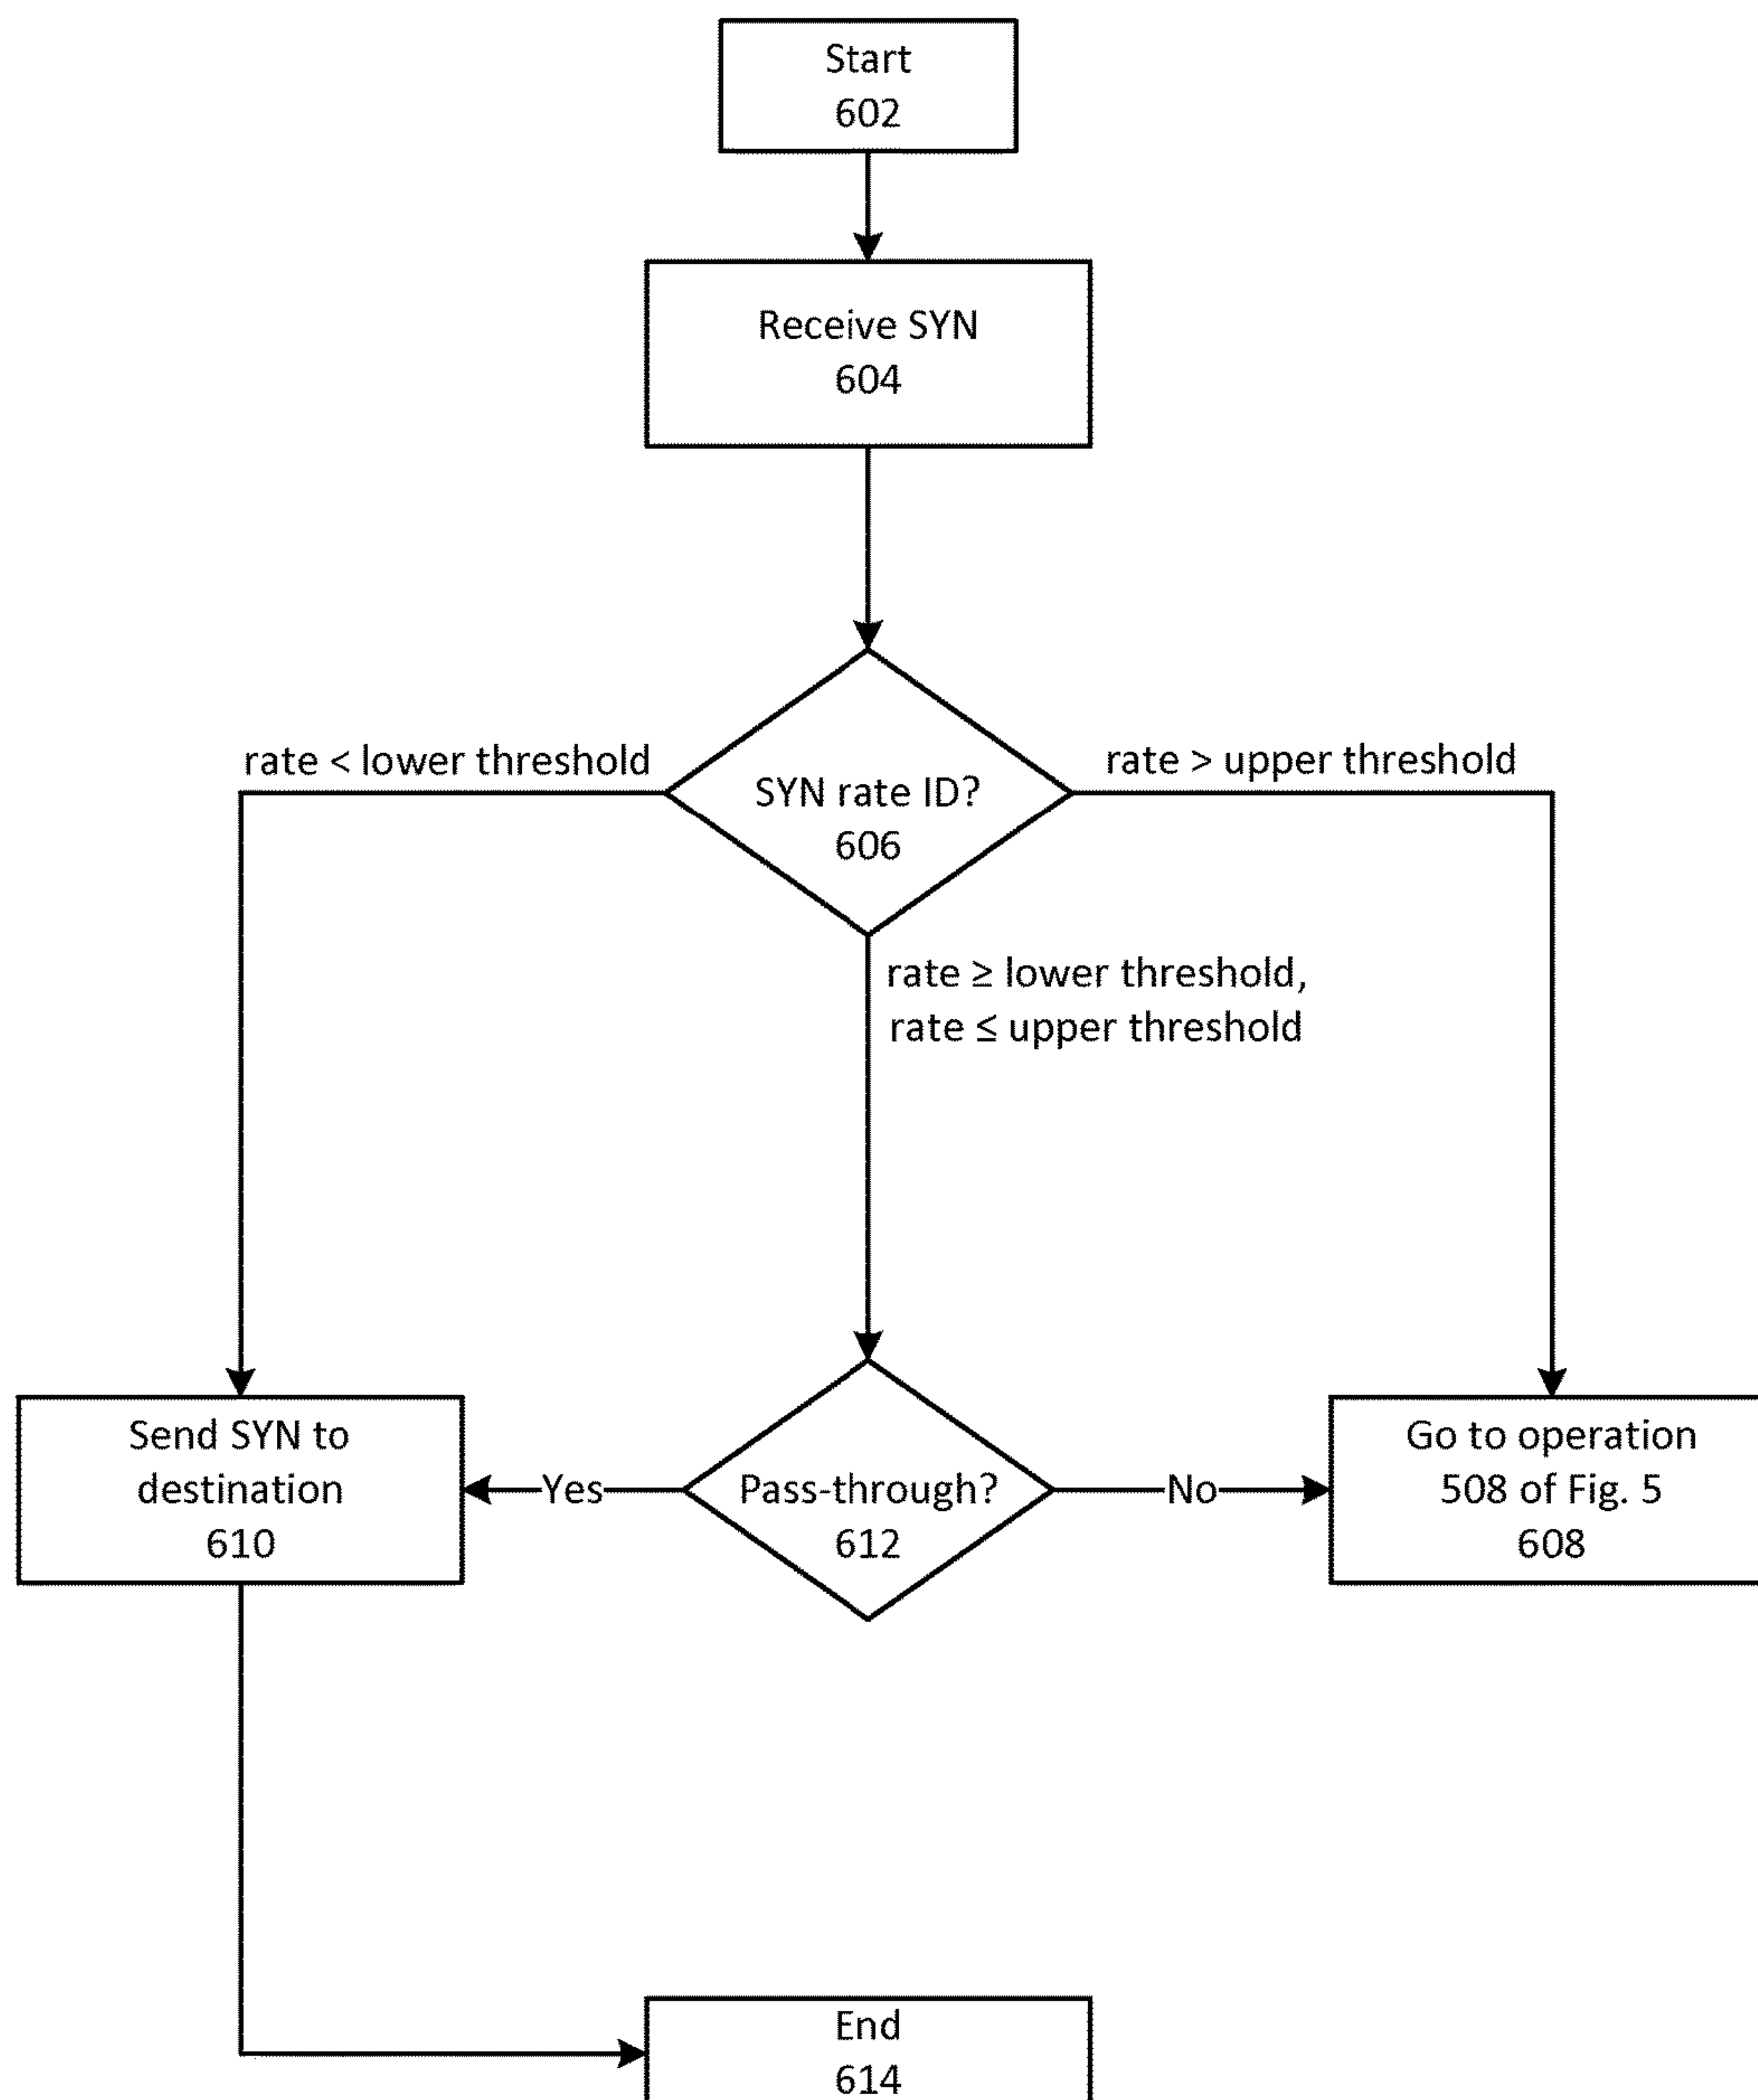 Start
602
Receive SYN
604
rate < lower threshold
rate > upper threshold
SYN rate ID?
606
rate ≥ lower threshold,
rate ≤ upper threshold
Send SYN to
destination
610
Yes
Pass-through?
612
No
Go to operation
508 of Fig. 5
608
End
614